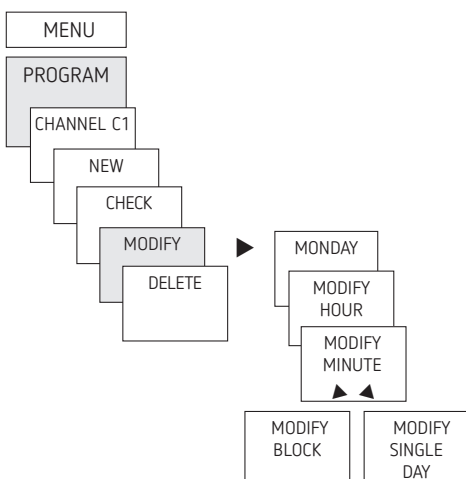 MENU
PROGRAM
CHANNEL C1
NEW
CHECK
MODIFY
DELETE
MONDAY
MODIFY
HOUR
MODIFY
MINUTE
MODIFY
BLOCK
MODIFY
SINGLE
DAY